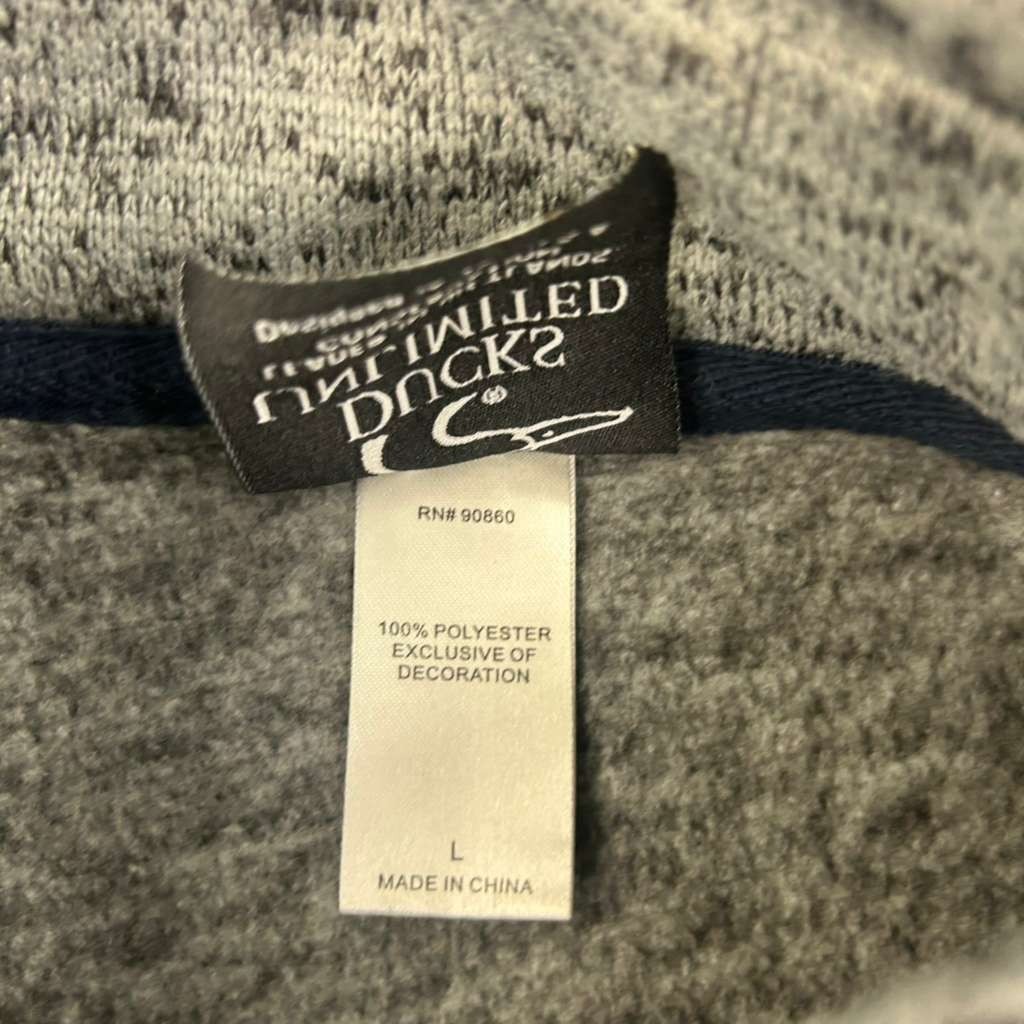 ®
DUCKS
UNLIMITED
RN# 90860
100% POLYESTER
EXCLUSIVE OF
DECORATION
L
MADE IN CHINA